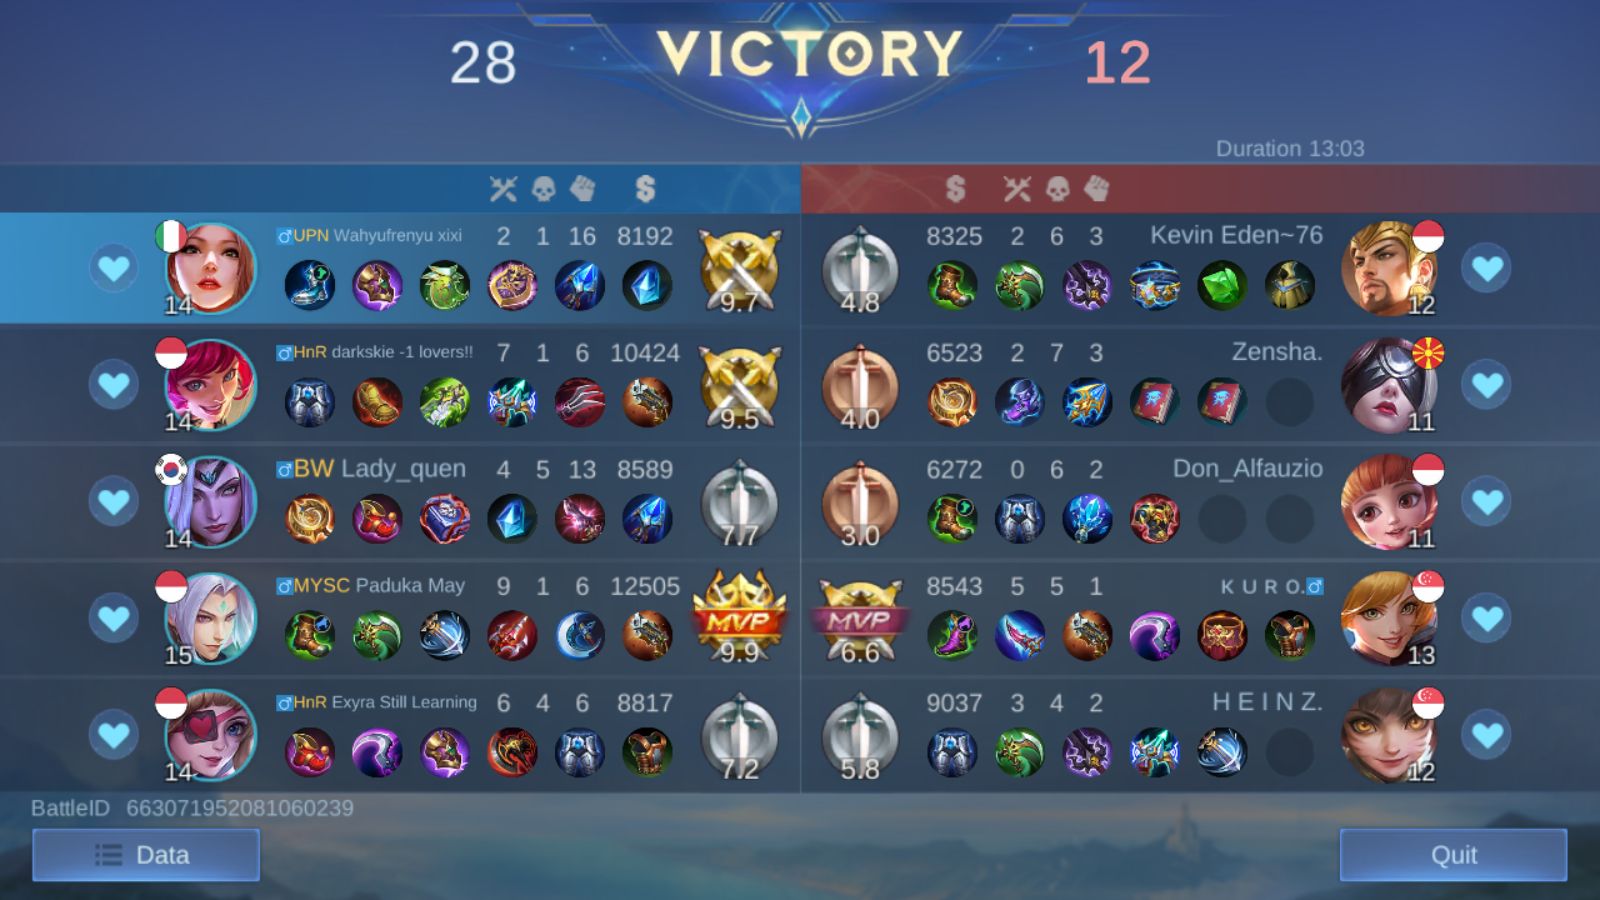 28 VICTORY 12
Duration 13:03
UPN Wahyufrenyu xixi 2 1 16 8192 9.7 14
4.8 8325 2 6 3 Kevin Eden~76 12
HnR darkskie -1 lovers!! 7 1 6 10424 9.5 14
4.0 6523 2 7 3 Zensha. 11
BW Lady_quen 4 5 13 8589 7.7 14
3.0 6272 0 6 2 Don_Alfauzio 11
MYSC Paduka May 9 1 6 12505 MVP 9.9 15
MVP 6.6 8543 5 5 1 K U R O. 13
HnR Exyra Still Learning 6 4 6 8817 7.2 14
5.8 9037 3 4 2 H E I N Z. 12
BattleID 663071952081060239
Data
Quit